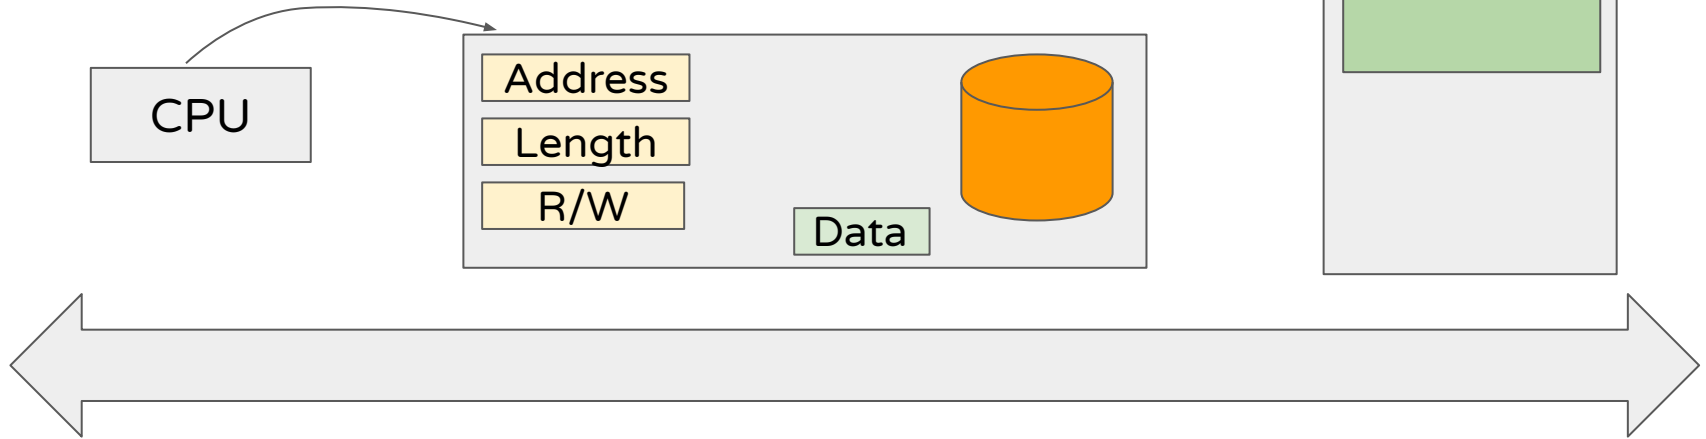 CPU
Address
Length
R/W
Data